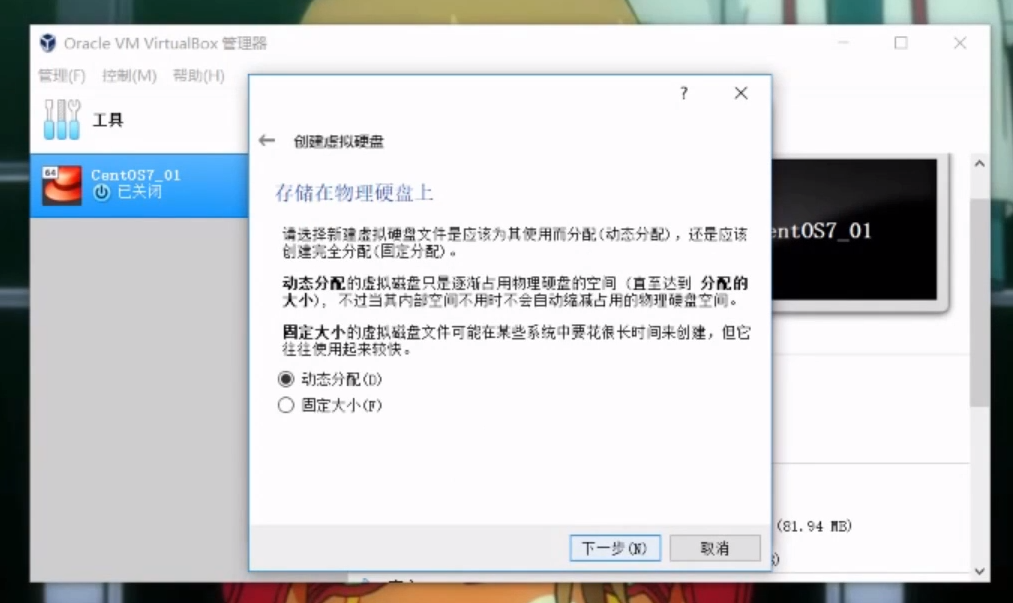 Oracle VM VirtualBox 管理器
管理(F) 控制(M) 帮助(H)
工具
64
CentOS7_01
已关闭
?
创建虚拟硬盘
存储在物理硬盘上
请选择新建虚拟硬盘文件是应该为其使用而分配(动态分配)，还是应该
创建完全分配(固定分配)。
动态分配的虚拟磁盘只是逐渐占用物理硬盘的空间（直至达到 分配的
大小），不过当其内部空间不用时不会自动缩减占用的物理硬盘空间。
固定大小的虚拟磁盘文件可能在某些系统中要花很长时间来创建，但它
往往使用起来较快。
动态分配(D)
固定大小(F)
下一步(N)
取消
entOS7_01
(81.94 MB)